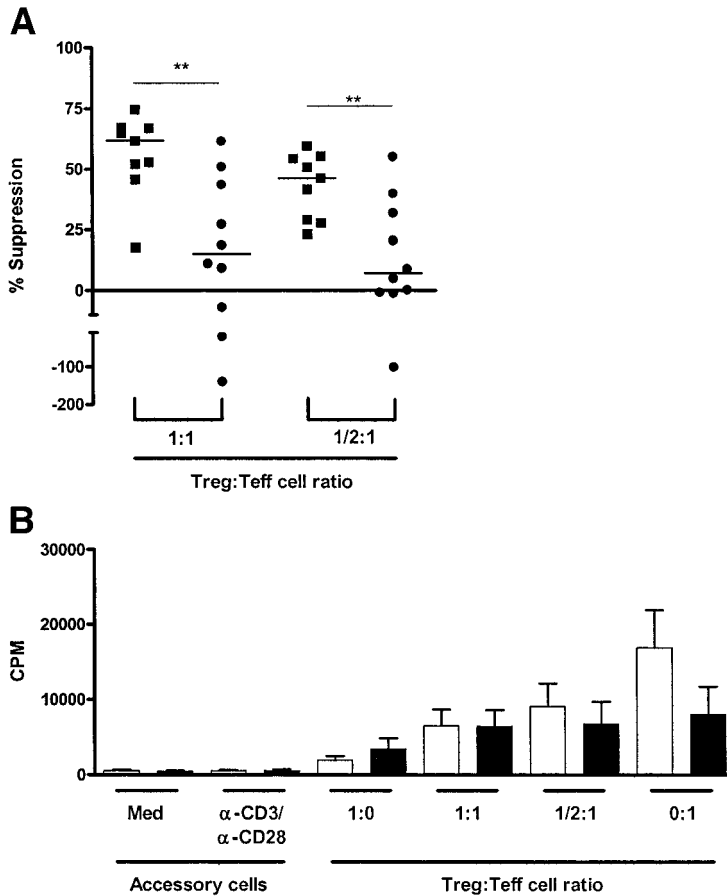 A
100
**
75
**
50
25
0
-100
-200
% Suppression
1:1
1/2:1
Treg:Teff cell ratio
B
30000
20000
10000
0
CPM
Med
α-CD3/
α-CD28
1:0
1:1
1/2:1
0:1
Accessory cells
Treg:Teff cell ratio